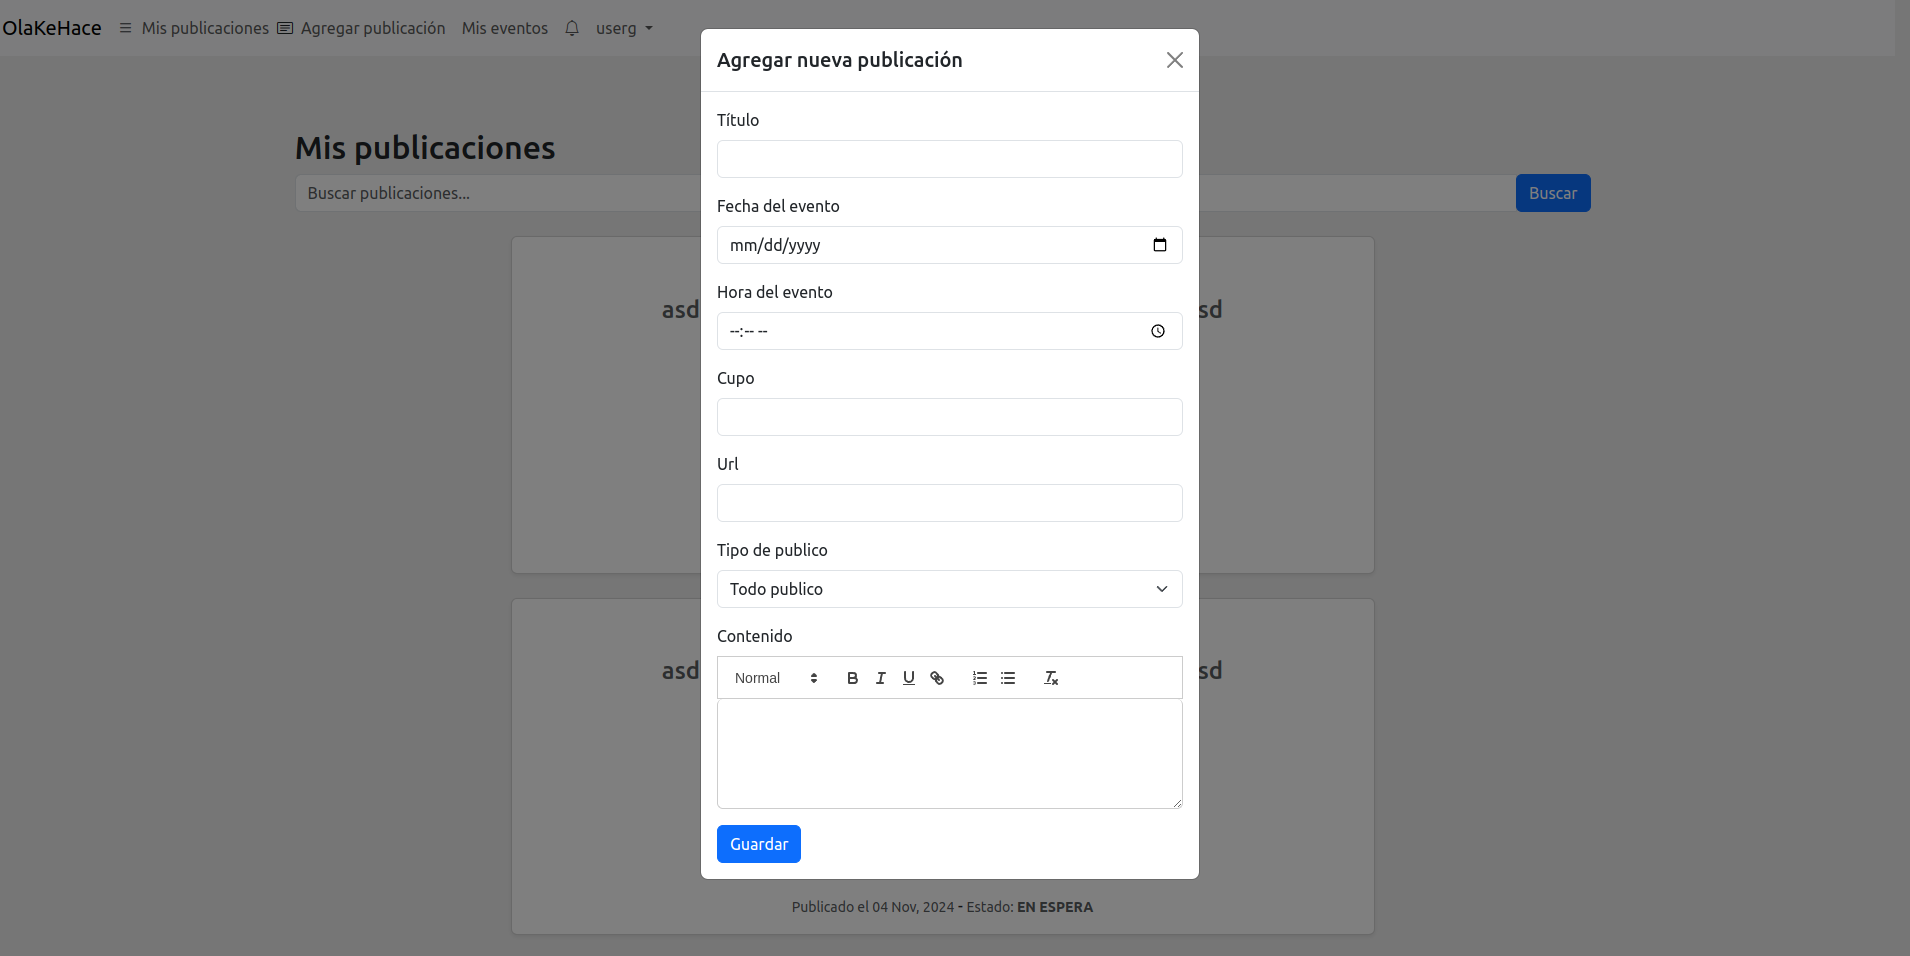 OlaKeHace Mis publicaciones Agregar publicación Mis eventos userg
Agregar nueva publicación
Título
Mis publicaciones
Buscar publicaciones... Buscar
Fecha del evento
mm/dd/yyyy
Hora del evento
asd sd
--:-- --
Cupo
Url
Tipo de publico
Todo publico
Contenido
asd sd
Normal B I U
Guardar
Publicado el 04 Nov, 2024 - Estado: EN ESPERA